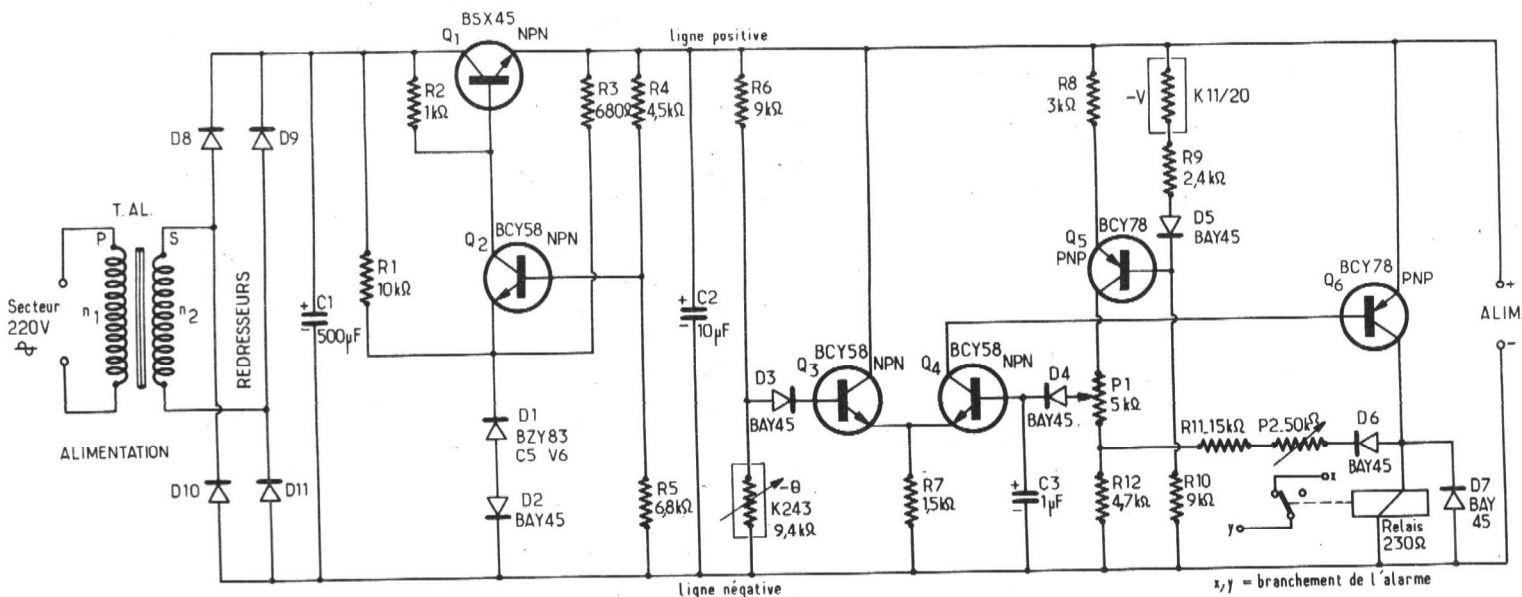 BSX45
Q1
NPN
ligne positive
R2
1kΩ
R3
680Ω
R4
4,5kΩ
R6
9kΩ
R8
3kΩ
-V
K11/20
D8
D9
R9
2,4kΩ
T. AL.
P
S
BCY58
Q2
NPN
BCY78
Q5
PNP
D5
BAY45
R1
10kΩ
Secteur
220V
n1
n2
REDRESSEURS
+
C1
-
500µF
+
C2
-
10µF
BCY78
Q6
PNP
+
ALIM.
-
BCY58
Q3
NPN
BCY58
Q4
NPN
D3
BAY45
D4
BAY45
P1
5kΩ
D1
BZY83
C5 V6
R11.15kΩ
P2.50kΩ
D6
BAY45
ALIMENTATION
D10
D11
D2
BAY45
R5
6,8kΩ
-θ
K243
9,4kΩ
R7
1,5kΩ
+
C3
-
1µF
R12
4,7kΩ
R10
9kΩ
x
y
Relais
230Ω
D7
BAY
45
ligne négative
x,y = branchement de l'alarme